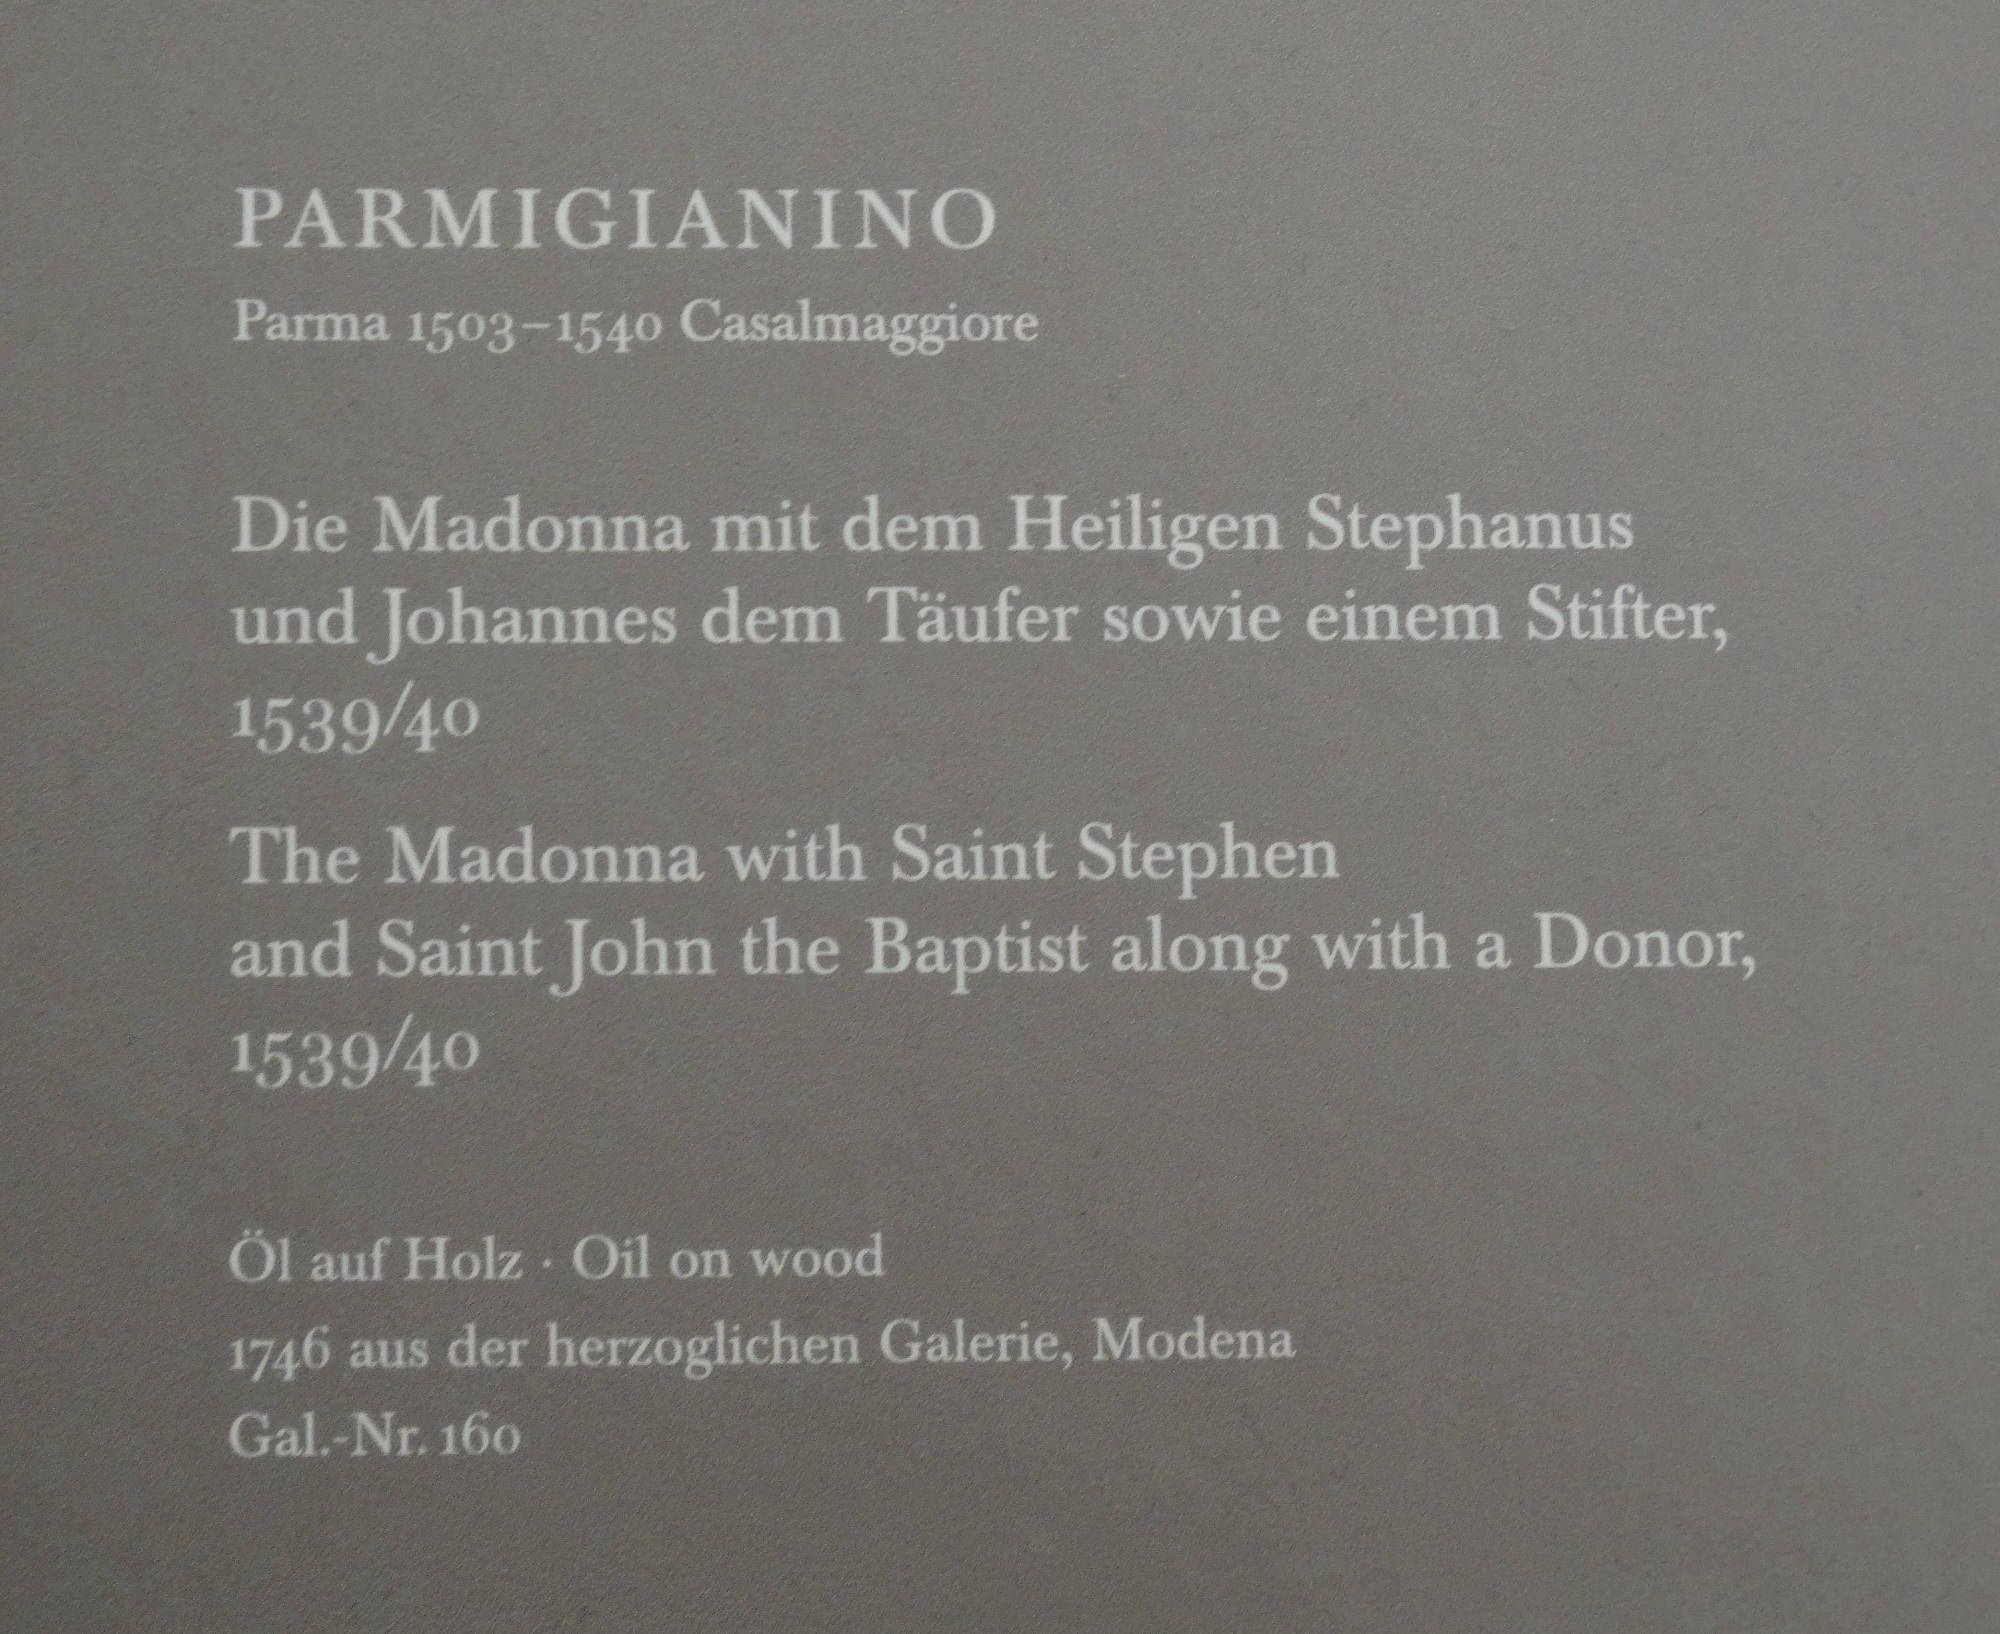 PARMIGIANINO
Parma 1503–1540 Casalmaggiore
Die Madonna mit dem Heiligen Stephanus
und Johannes dem Täufer sowie einem Stifter,
1539/40
The Madonna with Saint Stephen
and Saint John the Baptist along with a Donor,
1539/40
Öl auf Holz · Oil on wood
1746 aus der herzoglichen Galerie, Modena
Gal.-Nr. 160